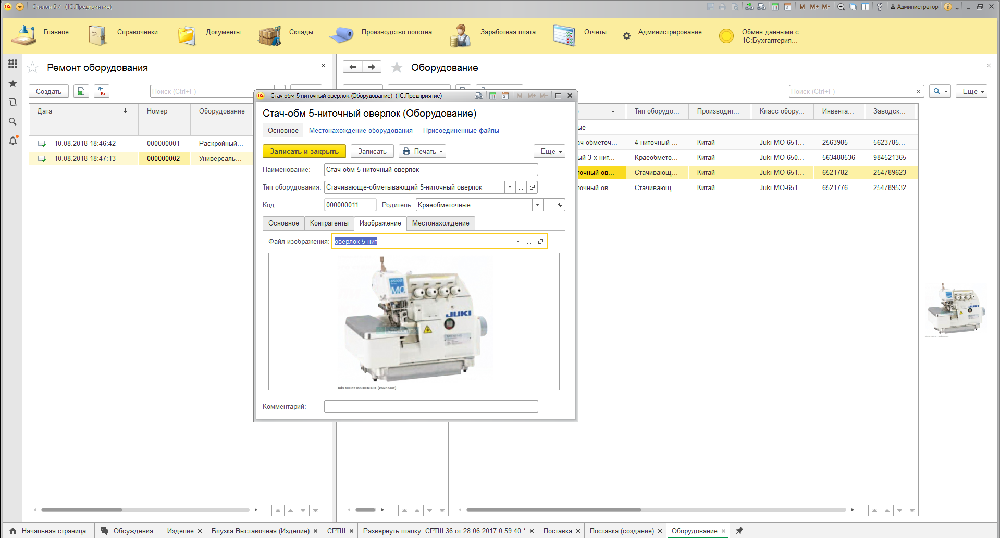 Стилон 5 / (1С:Предприятие)
M M+ M-
Администратор
Главное
Справочники
Документы
Склады
Производство полотна
Заработная плата
Отчеты
Администрирование
Обмен данными с
1С:Бухгалтерия...
Ремонт оборудования
Создать
Дт
Кт
Поиск (Ctrl+F)
Дата
Номер
Оборудование
10.08.2018 18:46:42
000000001
Раскройный...
10.08.2018 18:47:13
000000002
Универсаль...
Оборудование
Поиск (Ctrl+F)
Еще
Тип оборудо...
Производит...
Класс обору...
Инвента...
Заводск...
ые
ач-обметоч...
4-ниточный ...
Китай
Juki MO-651...
2563985
5623785...
ый 3-х нит...
Краеобмето...
Китай
Juki MO-650...
563488536
984521365
точный ов...
Стачивающ...
Китай
Juki MO-651...
6521782
254789623
точный ов...
Стачивающ...
Китай
Juki MO-651...
6521776
254789532
Стач-обм 5-ниточный оверлок (Оборудование) (1С:Предприятие)
M M+ M-
Стач-обм 5-ниточный оверлок (Оборудование)
Основное
Местонахождение оборудования
Присоединенные файлы
Записать и закрыть
Записать
Печать
Еще
Наименование:
Стач-обм 5-ниточный оверлок
Тип оборудования:
Стачивающе-обметывающий 5-ниточный оверлок
...
Код:
000000011
Родитель:
Краеобметочные
...
Основное
Контрагенты
Изображение
Местонахождение
Файл изображения:
оверлок 5-нит
...
MO
JUKI
Juki MO-6516S-DF6-40K (комплект)
Комментарий:
Начальная страница
Обсуждения
Изделие
Блузка Выставочная (Изделие)
СРТШ
Развернуть шапку: СРТШ 36 от 28.06.2017 0:59:40 *
Поставка
Поставка (создание)
Оборудование